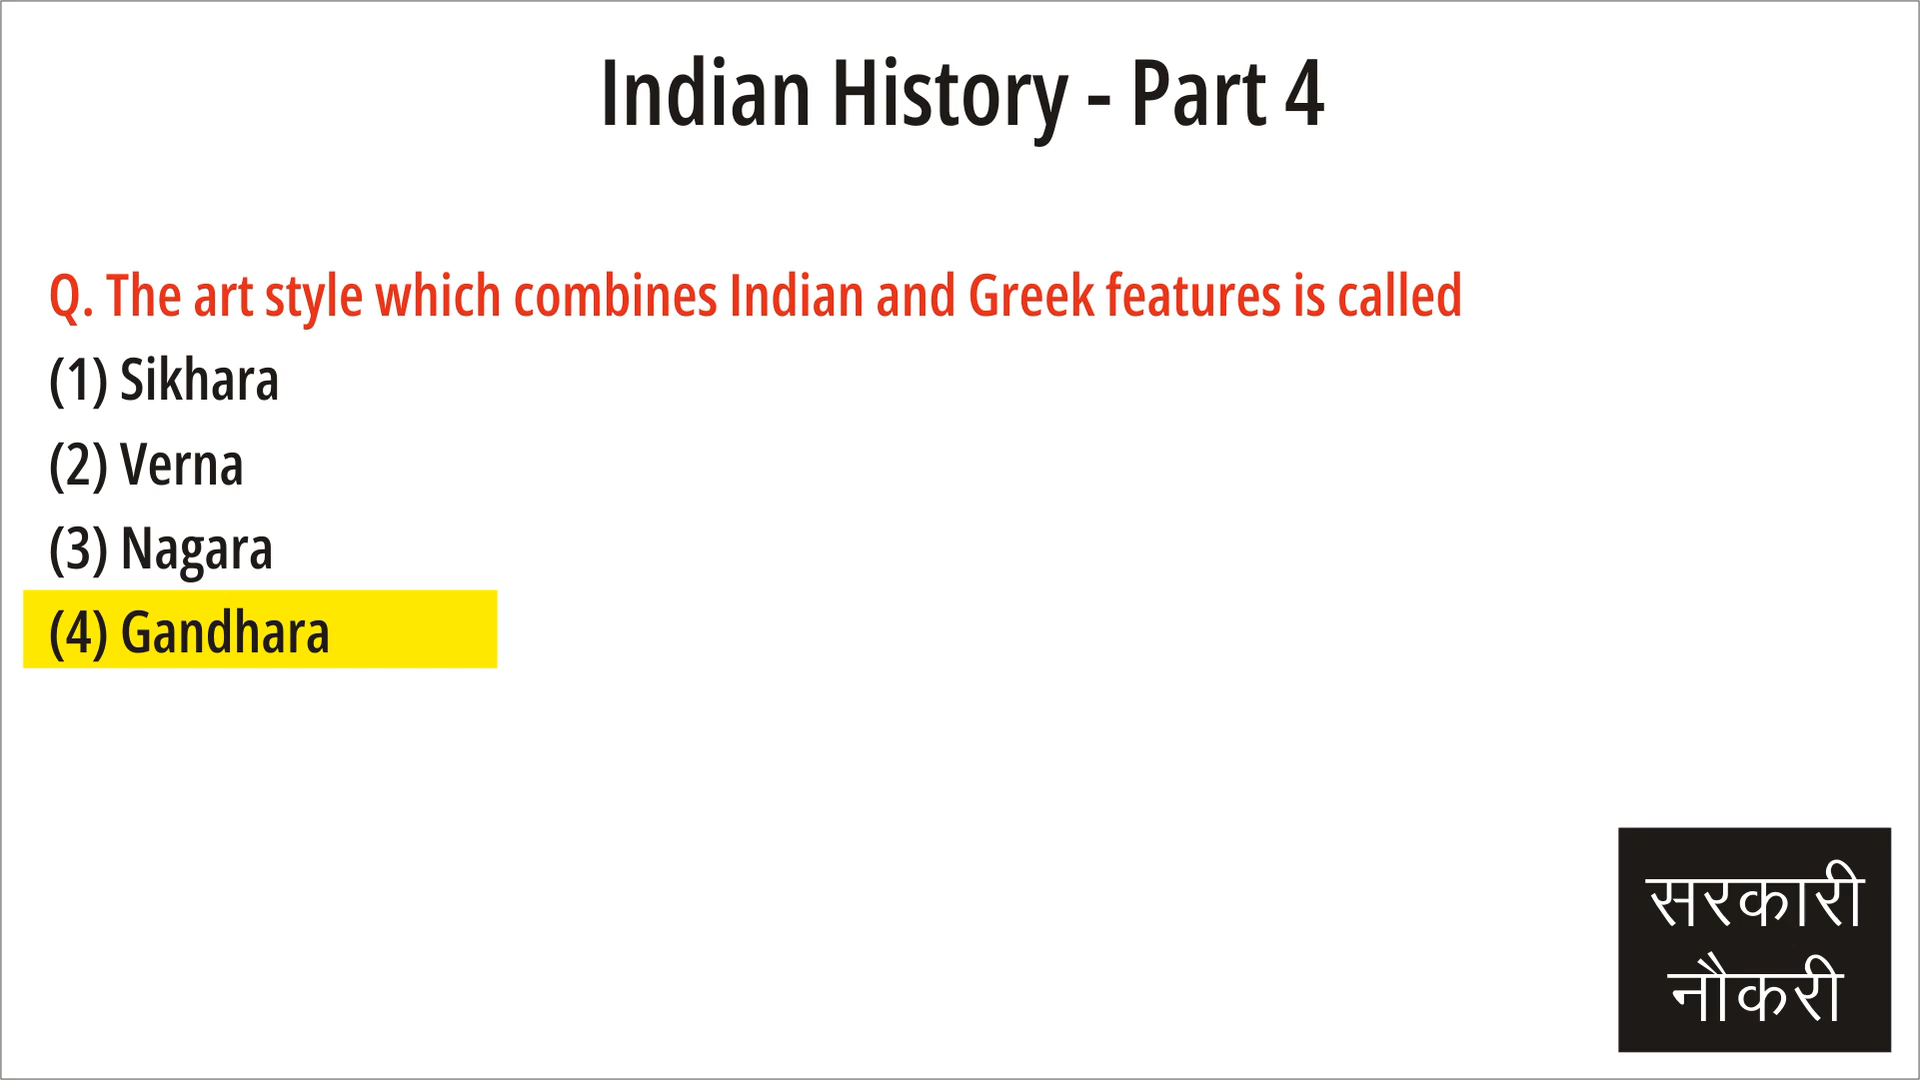 Indian History - Part 4
Q. The art style which combines Indian and Greek features is called
(1) Sikhara
(2) Verna
(3) Nagara
(4) Gandhara
सरकारी
नौकरी